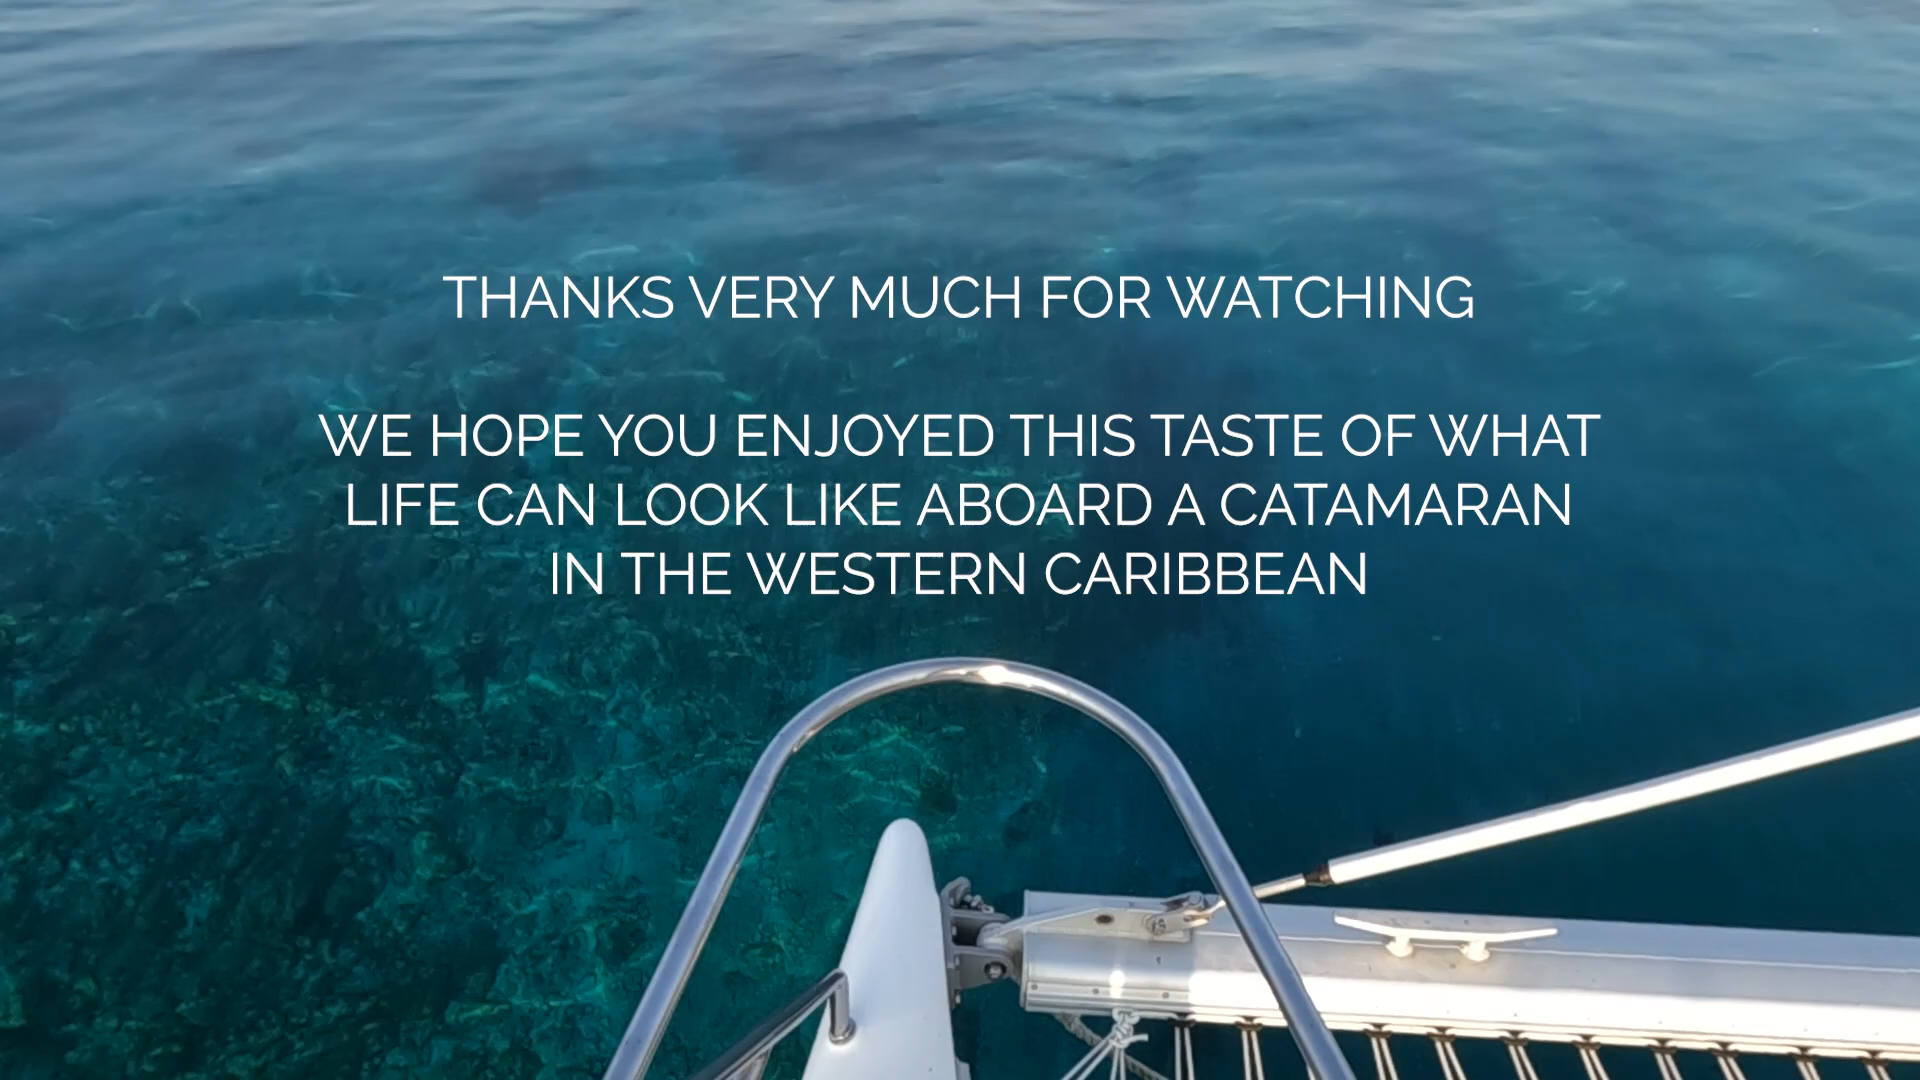 THANKS VERY MUCH FOR WATCHING
WE HOPE YOU ENJOYED THIS TASTE OF WHAT
LIFE CAN LOOK LIKE ABOARD A CATAMARAN
IN THE WESTERN CARIBBEAN